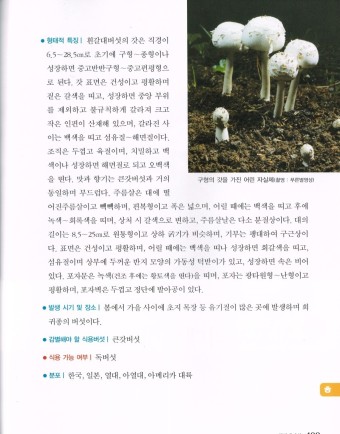 ● 형태적 특징 | 흰갈대버섯의 갓은 직경이
6.5~28.5cm로 초기에 구형~종형이나
성장하면 중고반반구형~중고편평형으
로 된다. 갓 표면은 건성이고 평활하며
짙은 갈색을 띠고, 성장하면 중앙 부위
를 제외하고 불규칙하게 갈라져 크고
작은 인편이 산재해 있으며, 갈라진 사
이는 백색을 띠고 섬유질~해면질이다.
조직은 두껍고 육질이며, 치밀하고 백
색이나 성장하면 해면질로 되고 오백색
을 띤다. 맛과 향기는 큰갓버섯과 거의
동일하며 부드럽다. 주름살은 대에 떨
어진주름살이고 빽빽하며, 왼봉형이고 폭은 넓으며, 어릴 때에는 백색을 띠고 후에
녹색~회록색을 띠며, 상처 시 갈색으로 변하고, 주름살날은 다소 분질상이다. 대의
길이는 8.5~25cm로 원통형이고 상하 굵기가 비슷하며, 기부는 팽대하여 구근상이
다. 표면은 건성이고 평활하며, 어릴 때에는 백색을 띠나 성장하면 회갈색을 띠고,
섬유질이며 상부에 두꺼운 반지 모양의 가동성 턱받이가 있고, 성장하면 속은 비어
있다. 포자문은 녹색(건조 후에는 황토색을 띤다)을 띠며, 포자는 광타원형~난형이고
평활하며, 포자벽은 두껍고 정단에 발아공이 있다.
구형의 갓을 가진 어린 자실체(촬영 : 푸른빛영상)
● 발생 시기 및 장소 | 봄에서 가을 사이에 초지 목장 등 유기질이 많은 곳에 발생하며 희
귀종의 버섯이다.
● 감별해야 할 식용버섯 | 큰갓버섯
● 식용 가능 여부 | 독버섯
● 분포 | 한국, 일본, 열대, 아열대, 아메리카 대륙